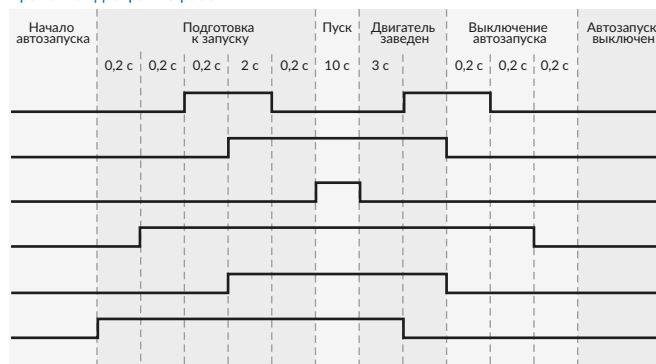 Начало
автозапуска
Подготовка
к запуску
Пуск
Двигатель
заведен
Выключение
автозапуска
Автозапуск
выключен
0,2 с 0,2 с 0,2 с 2 с 0,2 с 10 с 3 с 0,2 с 0,2 с 0,2 с